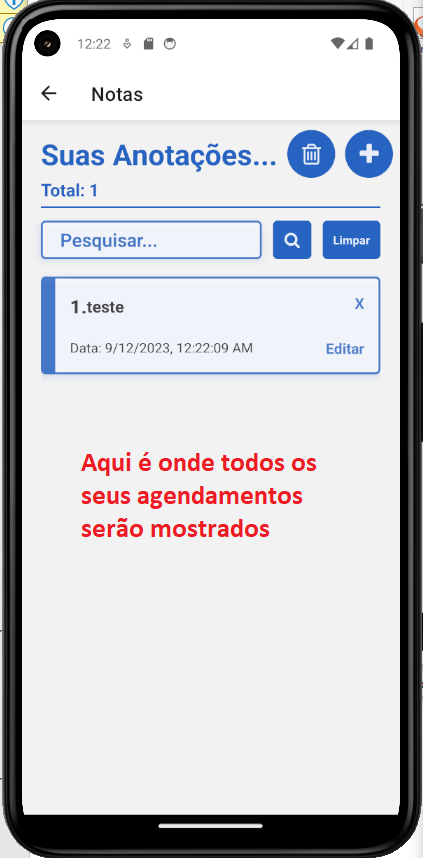 12:22
Notas
Suas Anotações...
Total: 1
Pesquisar...
Limpar
1.teste
X
Data: 9/12/2023, 12:22:09 AM
Editar
Aqui é onde todos os
seus agendamentos
serão mostrados